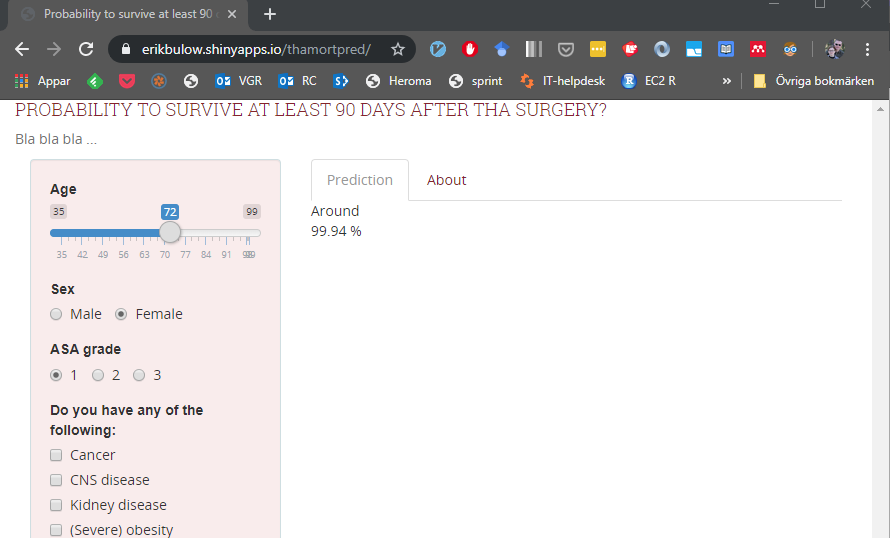 Probability to survive at least 90
erikbulow.shinyapps.io/thamortpred/
Appar VGR RC Heroma sprint IT-helpdesk EC2 R » Övriga bokmärken
PROBABILITY TO SURVIVE AT LEAST 90 DAYS AFTER THA SURGERY?
Bla bla bla ...
Prediction About
Around
99.94 %
Age
35 72 99
35 42 49 56 63 70 77 84 91
Sex
Male Female
ASA grade
1 2 3
Do you have any of the
following:
Cancer
CNS disease
Kidney disease
(Severe) obesity